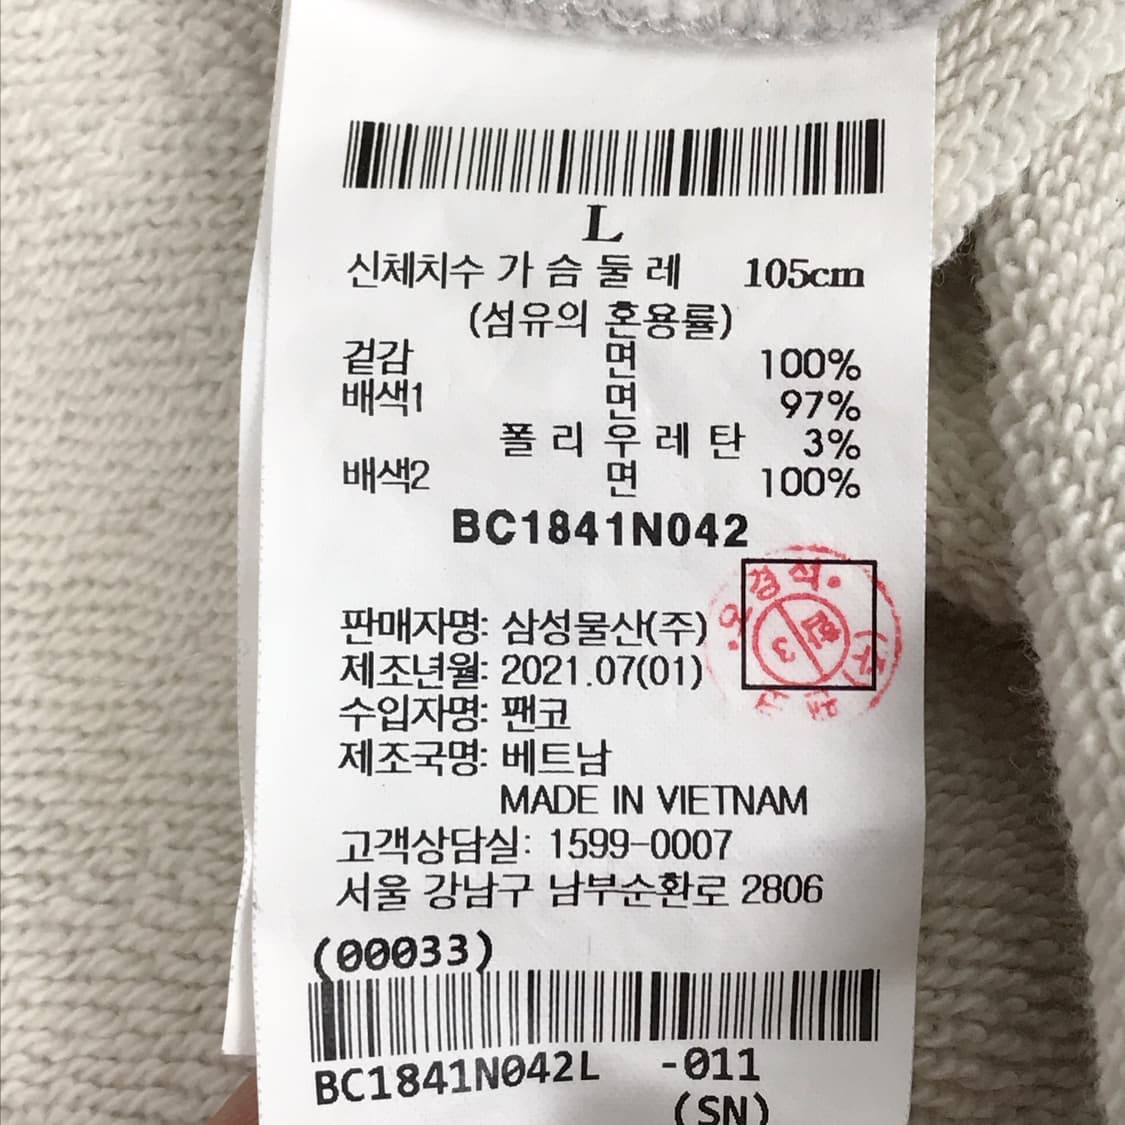 L
신체치수 가 슴 둘 레 105cm
(섬유의 혼용률)
겉감 면 100%
배색1 면 97%
폴 리 우 레 탄 3%
배색2 면 100%
BC1841N042
판매자명: 삼성물산(주)
제조년월: 2021.07(01)
수입자명: 팬코
제조국명: 베트남
MADE IN VIETNAM
고객상담실: 1599-0007
서울 강남구 남부순환로 2806
(00033)
BC1841N042L -011
(SN)